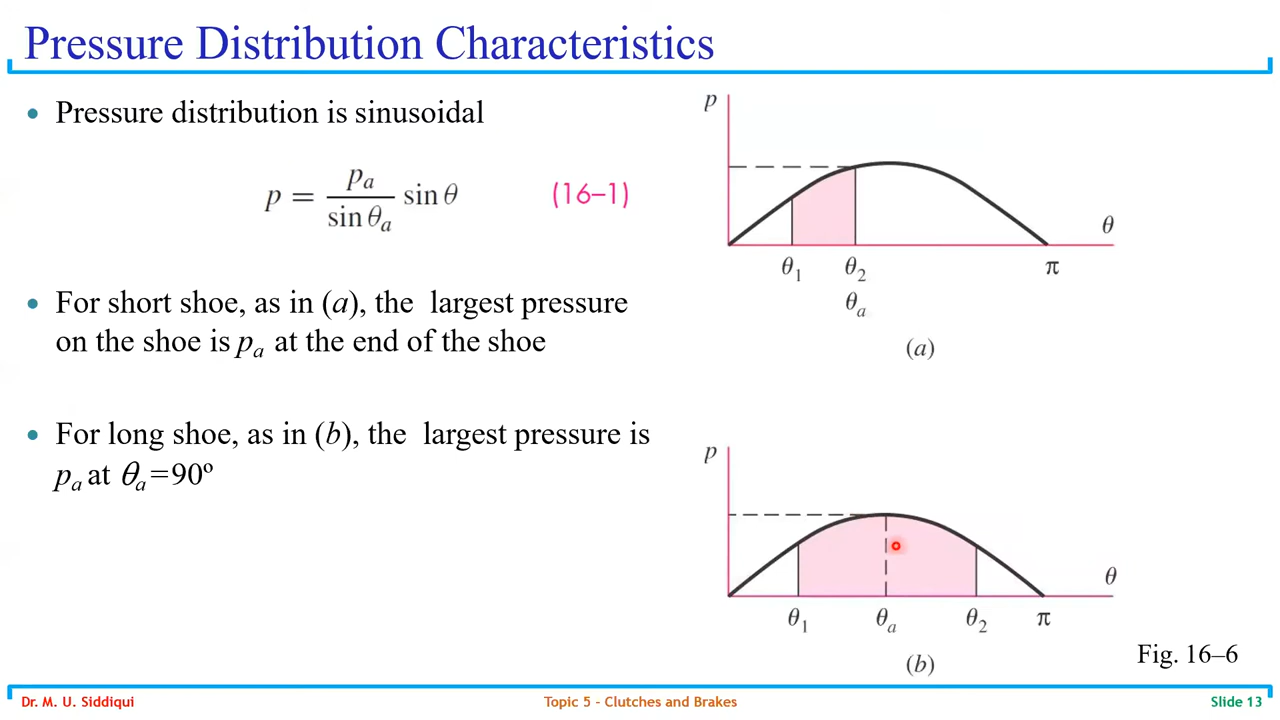 Pressure Distribution Characteristics
• Pressure distribution is sinusoidal
p = pₐ / sin θₐ sin θ (16–1)
• For short shoe, as in (a), the largest pressure
on the shoe is pₐ at the end of the shoe
• For long shoe, as in (b), the largest pressure is
pₐ at θₐ=90º
p
θ
θ₁ θ₂ π
θₐ
(a)
p
θ
θ₁ θₐ θ₂ π
(b)
Fig. 16–6
Dr. M. U. Siddiqui Topic 5 - Clutches and Brakes Slide 13